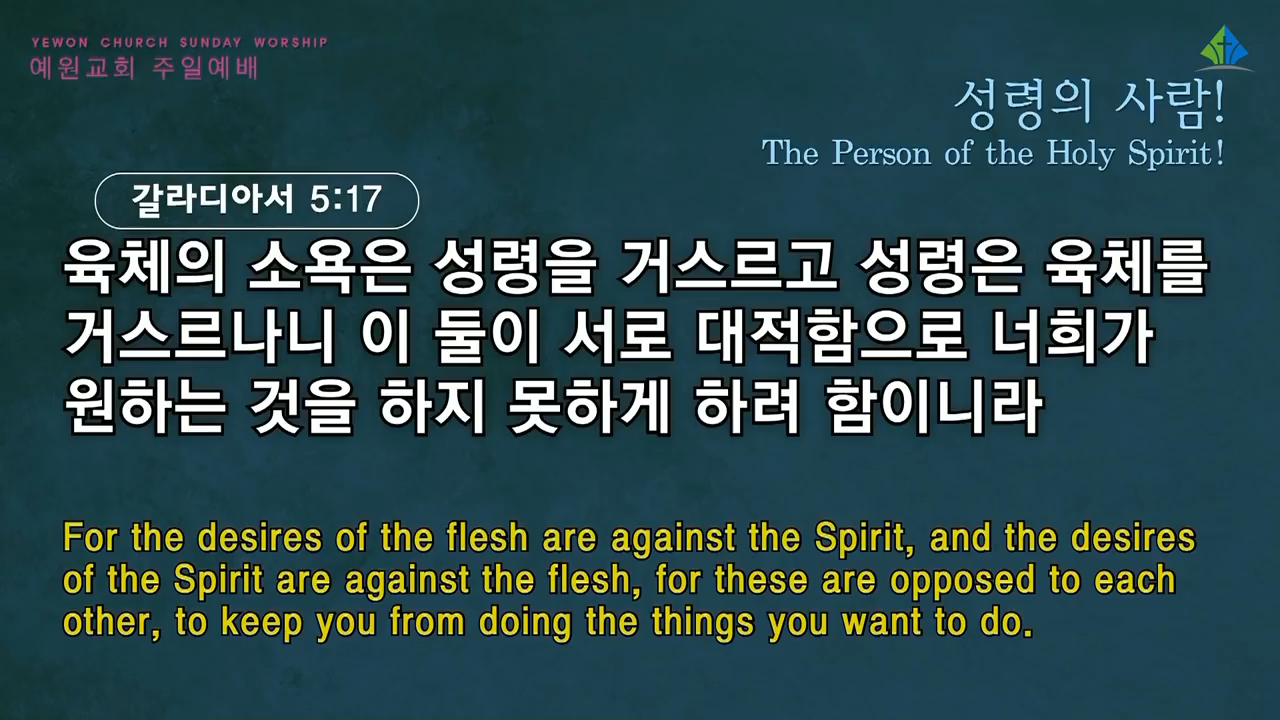 YEWON CHURCH SUNDAY WORSHIP
예원교회 주일예배
성령의 사람!
The Person of the Holy Spirit!
갈라디아서 5:17
육체의 소욕은 성령을 거스르고 성령은 육체를
거스르나니 이 둘이 서로 대적함으로 너희가
원하는 것을 하지 못하게 하려 함이니라
For the desires of the flesh are against the Spirit, and the desires
of the Spirit are against the flesh, for these are opposed to each
other, to keep you from doing the things you want to do.